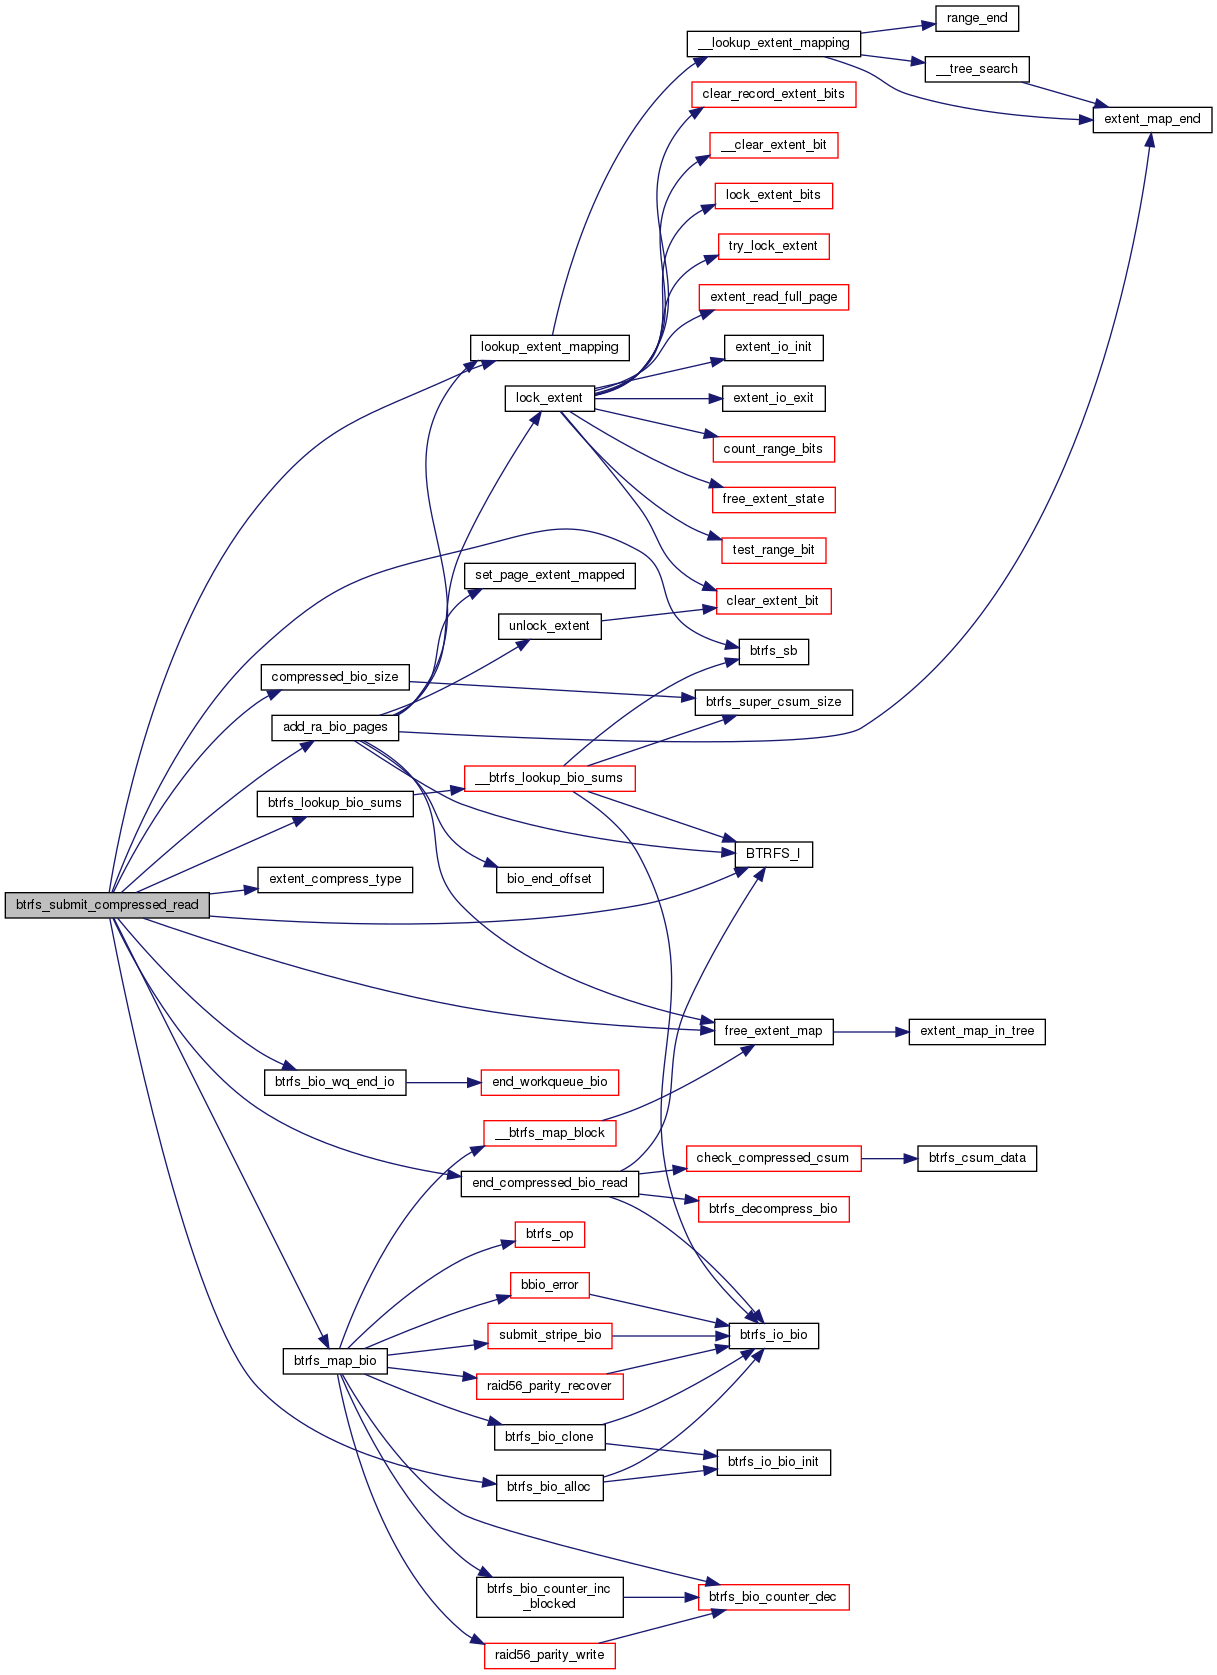 range_end
__lookup_extent_mapping
__tree_search
clear_record_extent_bits
extent_map_end
__clear_extent_bit
lock_extent_bits
try_lock_extent
extent_read_full_page
lookup_extent_mapping
extent_io_init
lock_extent
extent_io_exit
count_range_bits
free_extent_state
test_range_bit
set_page_extent_mapped
clear_extent_bit
unlock_extent
btrfs_sb
compressed_bio_size
btrfs_super_csum_size
add_ra_bio_pages
__btrfs_lookup_bio_sums
btrfs_lookup_bio_sums
BTRFS_I
extent_compress_type
bio_end_offset
btrfs_submit_compressed_read
free_extent_map
extent_map_in_tree
btrfs_bio_wq_end_io
end_workqueue_bio
__btrfs_map_block
check_compressed_csum
btrfs_csum_data
end_compressed_bio_read
btrfs_decompress_bio
btrfs_op
bbio_error
submit_stripe_bio
btrfs_io_bio
btrfs_map_bio
raid56_parity_recover
btrfs_bio_clone
btrfs_io_bio_init
btrfs_bio_alloc
btrfs_bio_counter_inc
_blocked
btrfs_bio_counter_dec
raid56_parity_write